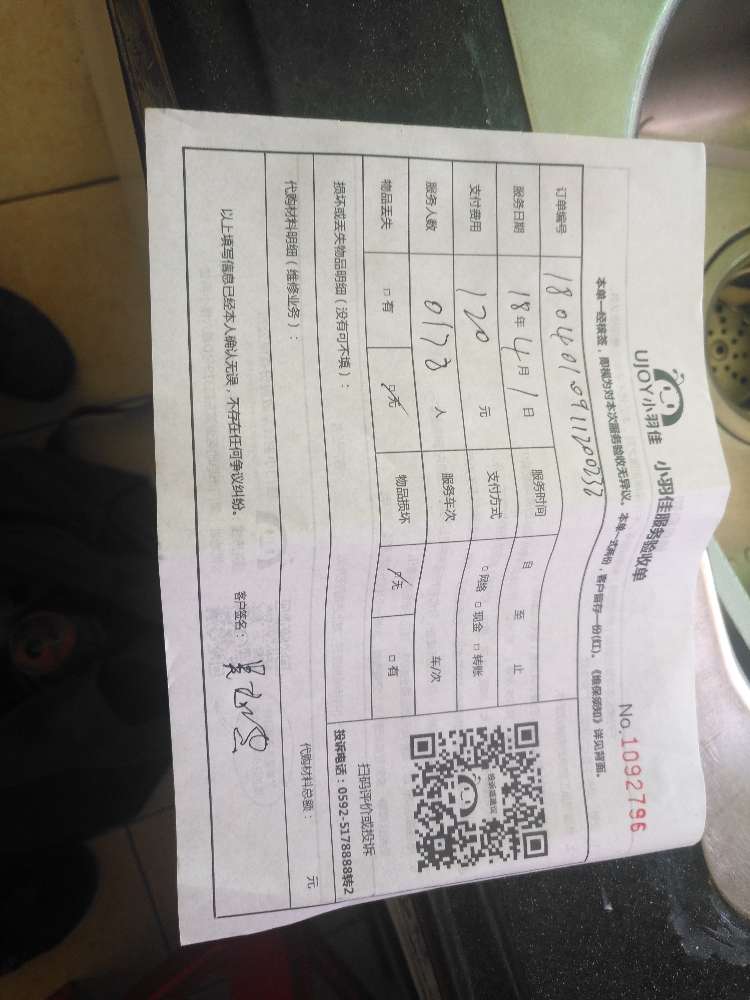 UJOY小羽佳 小羽佳服务验收单 No.1092796
本单一经核签，即视为对本次服务验收无异议。本单一式两份，客户留存一份(红)。《维保须知》详见背面。
订单编号 1804010911200232
服务日期 18年4月1日 服务时间 自 至 止
支付费用 120 元 支付方式 □网络 □现金 □转账
服务人数 人 服务车次 车/次
物品丢失 □有 □无 物品损坏 □无 □有
损坏或丢失物品明细（没有可不填）：
投诉或建议
扫码评价或投诉
投诉电话：0592-5178888转2
代购材料明细（维修业务）： 代购材料总额： 元
以上填写信息已经本人确认无误，不存在任何争议纠纷。 客户签名：